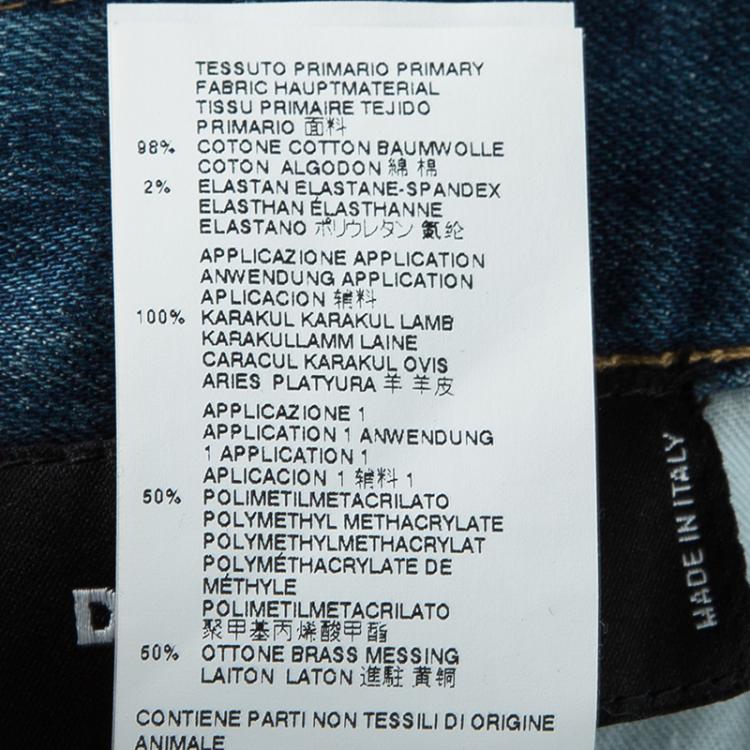 TESSUTO PRIMARIO PRIMARY
FABRIC HAUPTMATERIAL
TISSU PRIMAIRE TEJIDO
PRIMARIO 面料
98% COTONE COTTON BAUMWOLLE
COTON ALGODON 綿 棉
2% ELASTAN ELASTANE-SPANDEX
ELASTHAN ÉLASTHANNE
ELASTANO ポリウレタン 氨纶
APPLICAZIONE APPLICATION
ANWENDUNG APPLICATION
APLICACION 辅料
100% KARAKUL KARAKUL LAMB
KARAKULLAMM LAINE
CARACUL KARAKUL OVIS
ARIES PLATYURA 羊 羊皮
APPLICAZIONE 1
APPLICATION 1 ANWENDUNG
1 APPLICATION 1
APLICACION 1 辅料 1
50% POLIMETILMETACRILATO
POLYMETHYL METHACRYLATE
POLYMETHYLMETHACRYLAT
POLYMÉTHACRYLATE DE
MÉTHYLE
POLIMETILMETACRILATO
聚甲基丙烯酸甲酯
50% OTTONE BRASS MESSING
LAITON LATON 進駐 黄铜
CONTIENE PARTI NON TESSILI DI ORIGINE
ANIMALE
D
MADE IN ITALY